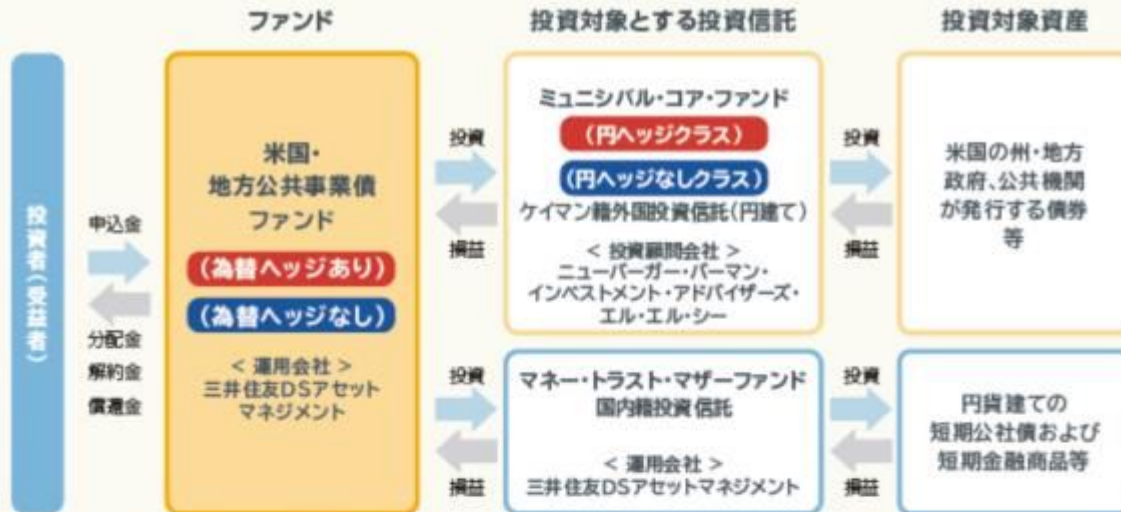 ファンド
投資対象とする投資信託
投資対象資産
投資者(受益者)
申込金
分配金
解約金
償還金
米国・
地方公共事業債
ファンド
(為替ヘッジあり)
(為替ヘッジなし)
< 運用会社 >
三井住友DSアセット
マネジメント
投資
損益
ミュニシパル・コア・ファンド
(円ヘッジクラス)
(円ヘッジなしクラス)
ケイマン籍外国投資信託(円建て)
< 投資顧問会社 >
ニューバーガー・バーマン・
インベストメント・アドバイザーズ・
エル・エル・シー
投資
損益
米国の州・地方
政府、公共機関
が発行する債券
等
投資
損益
マネー・トラスト・マザーファンド
国内籍投資信託
< 運用会社 >
三井住友DSアセットマネジメント
投資
損益
円貨建ての
短期公社債および
短期金融商品等